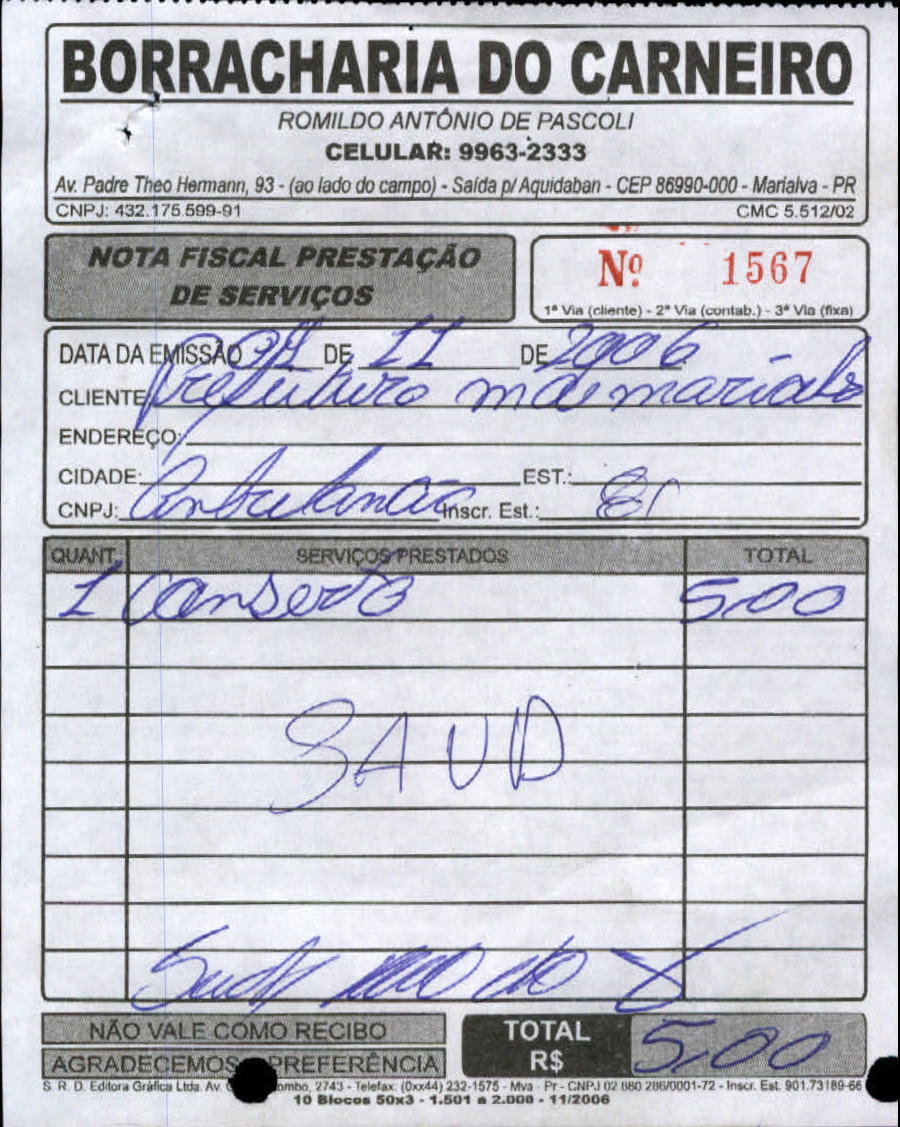 BORRACHARIA DO CARNEIRO
ROMILDO ANTÔNIO DE PASCOLI
CELULAR: 9963-2333
Av. Padre Theo Hermann, 93 - (ao lado do campo) - Saída p/ Aquidaban - CEP 86990-000 - Marialva - PR
CNPJ: 432.175.599-91 CMC 5.512/02
NOTA FISCAL PRESTAÇÃO
DE SERVIÇOS
Nº 1567
1ª Via (cliente) - 2ª Via (contab.) - 3ª Via (fixa)
DATA DA EMISSÃO DE 11 DE 2006
CLIENTE prefeituro m de marialva
ENDEREÇO:
CIDADE: EST.:
CNPJ: Inscr. Est.: 81
QUANT. SERVIÇOS PRESTADOS TOTAL
1 Conserto 5,00
SAUD
NÃO VALE COMO RECIBO
AGRADECEMOS PREFERÊNCIA
TOTAL
R$ 5,00
S. R. D. Editora Gráfica Ltda. Av. ombo, 2743 - Telefax: (0xx44) 232-1575 - Mva - Pr - CNPJ 02 880 286/0001-72 - Inscr. Est. 901.73189-66
10 Blocos 50x3 - 1.501 a 2.000 - 11/2006